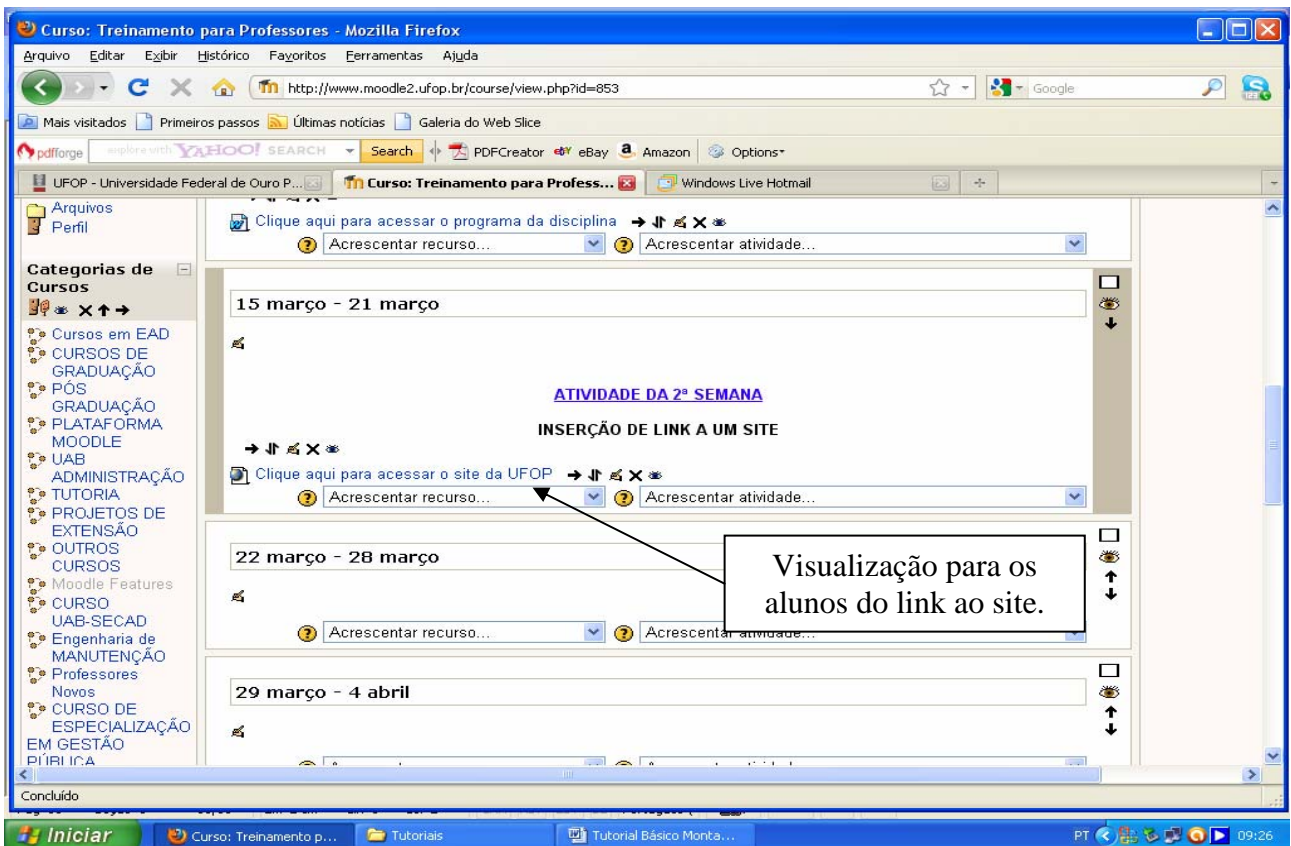 Curso: Treinamento para Professores - Mozilla Firefox
Arquivo Editar Exibir Histórico Favoritos Ferramentas Ajuda
http://www.moodle2.ufop.br/course/view.php?id=853 Google
Mais visitados Primeiros passos Últimas notícias Galeria do Web Slice
pdfforge explore with YAHOO! SEARCH Search PDFCreator eBay Amazon Options
UFOP - Universidade Federal de Ouro P... Curso: Treinamento para Profess... Windows Live Hotmail
Arquivos
Perfil
Categorias de
Cursos
Cursos em EAD
CURSOS DE
GRADUAÇÃO
PÓS
GRADUAÇÃO
PLATAFORMA
MOODLE
UAB
ADMINISTRAÇÃO
TUTORIA
PROJETOS DE
EXTENSÃO
OUTROS
CURSOS
Moodle Features
CURSO
UAB-SECAD
Engenharia de
MANUTENÇÃO
Professores
Novos
CURSO DE
ESPECIALIZAÇÃO
EM GESTÃO
PÚBLICA
Clique aqui para acessar o programa da disciplina
Acrescentar recurso... Acrescentar atividade...
15 março - 21 março
ATIVIDADE DA 2ª SEMANA
INSERÇÃO DE LINK A UM SITE
Clique aqui para acessar o site da UFOP
Acrescentar recurso... Acrescentar atividade...
22 março - 28 março
Visualização para os
alunos do link ao site.
Acrescentar recurso... Acrescentar atividade...
29 março - 4 abril
Concluído
Iniciar Curso: Treinamento p... Tutoriais Tutorial Básico Monta... PT 09:26